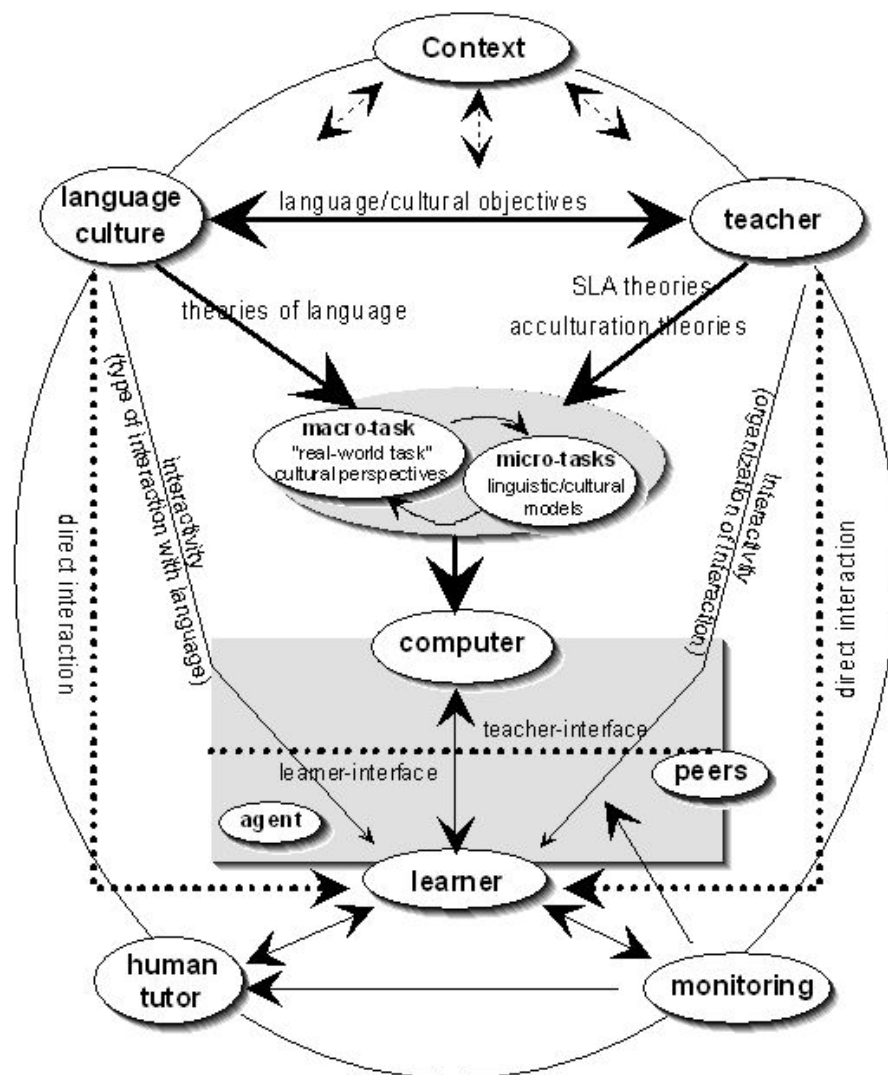 Context
language
culture
language/cultural objectives
teacher
theories of language
SLA theories
acculturation theories
macro-task
"real-world task"
cultural perspectives
micro-tasks
linguistic/cultural
models
interactivity
(type of interaction with language)
interactivity
(organization of interaction)
direct interaction
direct interaction
computer
teacher-interface
learner-interface
peers
agent
learner
human
tutor
monitoring